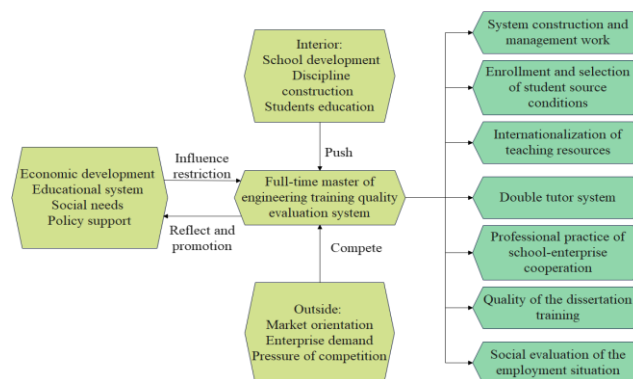 Interior:
School development
Discipline
construction
Students education
Push
Economic development
Educational system
Social needs
Policy support
Influence
restriction
Reflect and
promotion
Full-time master of
engineering training quality
evaluation system
Compete
Outside:
Market orientation
Enterprise demand
Pressure of competition
System construction and
management work
Enrollment and selection
of student source
conditions
Internationalization of
teaching resources
Double tutor system
Professional practice of
school-enterprise
cooperation
Quality of the dissertation
training
Social evaluation of the
employment situation